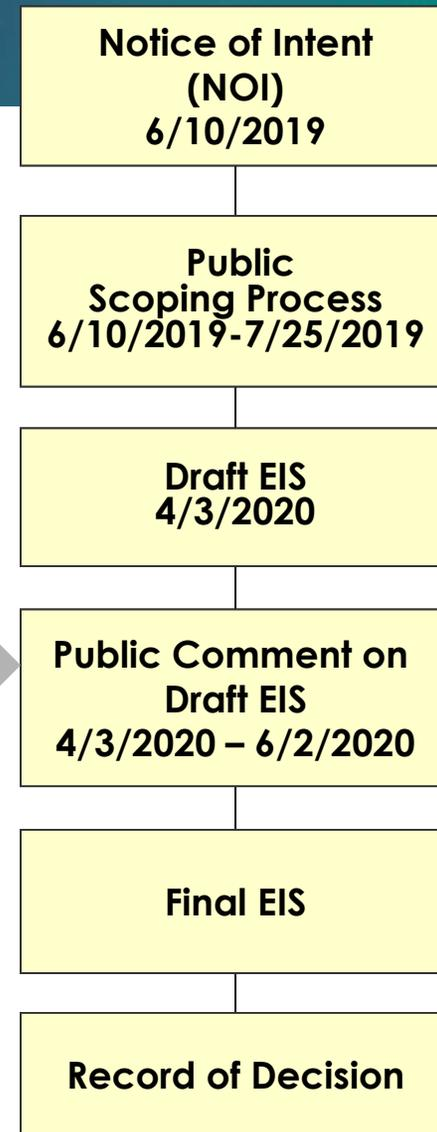 Notice of Intent
(NOI)
6/10/2019
Public
Scoping Process
6/10/2019-7/25/2019
Draft EIS
4/3/2020
Public Comment on
Draft EIS
4/3/2020 – 6/2/2020
Final EIS
Record of Decision